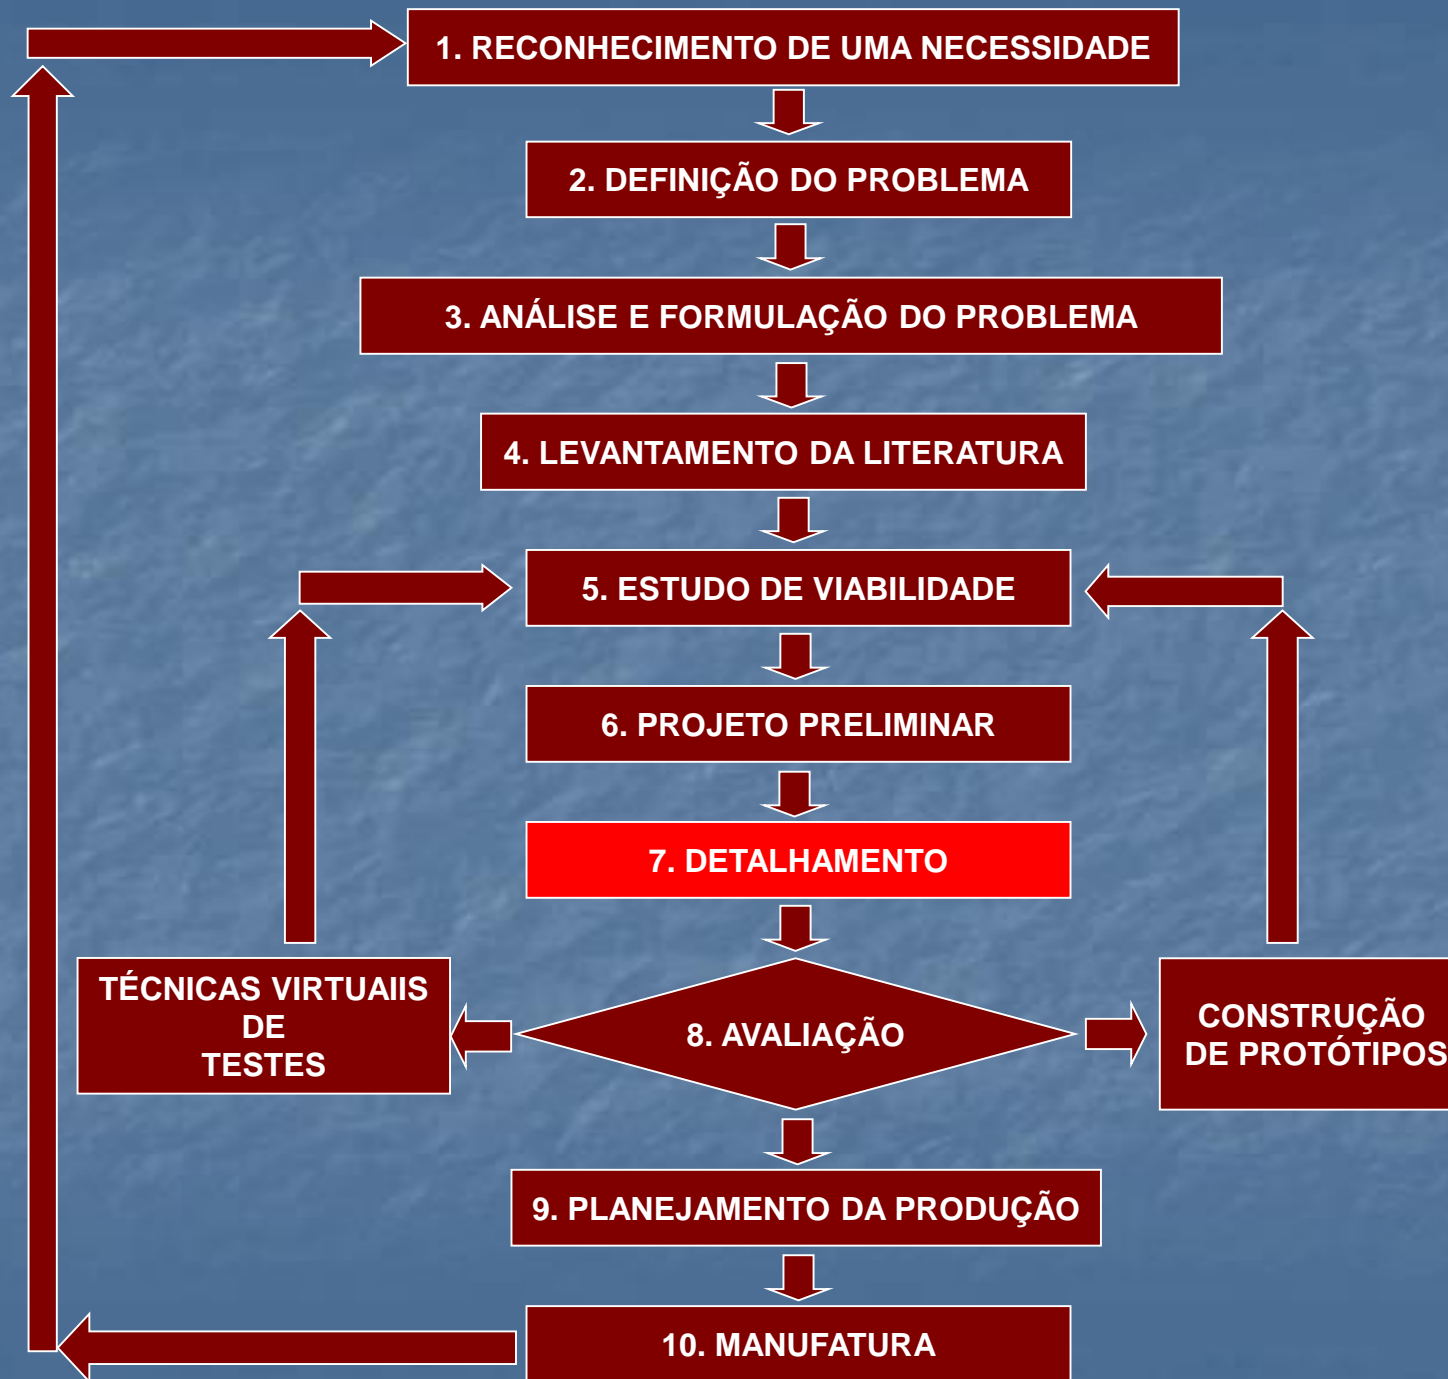 1. RECONHECIMENTO DE UMA NECESSIDADE
2. DEFINIÇÃO DO PROBLEMA
3. ANÁLISE E FORMULAÇÃO DO PROBLEMA
4. LEVANTAMENTO DA LITERATURA
5. ESTUDO DE VIABILIDADE
6. PROJETO PRELIMINAR
7. DETALHAMENTO
TÉCNICAS VIRTUAIIS
DE
TESTES
8. AVALIAÇÃO
CONSTRUÇÃO
DE PROTÓTIPOS
9. PLANEJAMENTO DA PRODUÇÃO
10. MANUFATURA